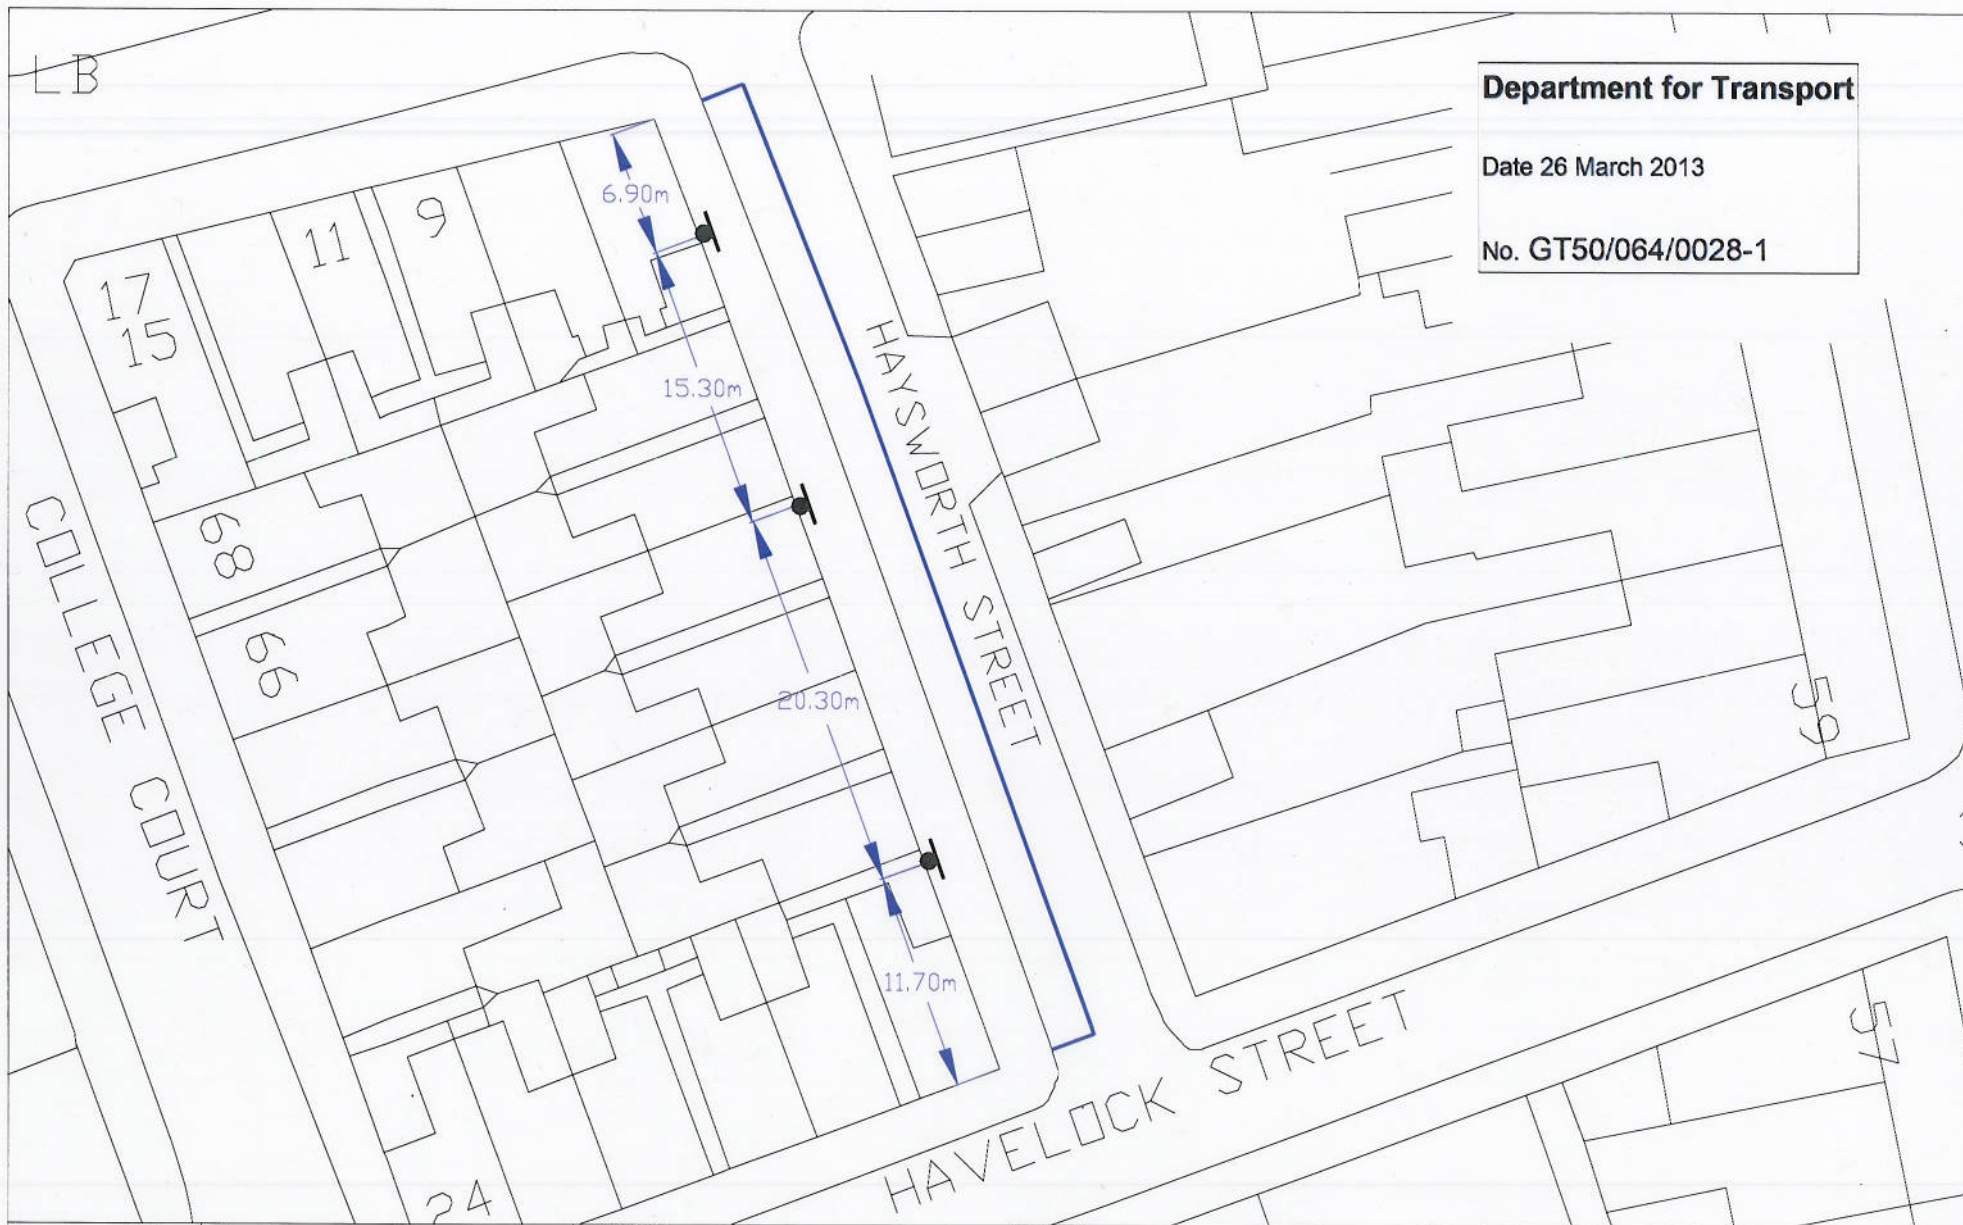 LB
Department for Transport
Date 26 March 2013
No. GT50/064/0028-1
6.90m
9
11
17
15
15.30m
HAYSWORTH STREET
68
66
COLLEGE COURT
20.30m
59
11.70m
57
HAVELOCK STREET
24